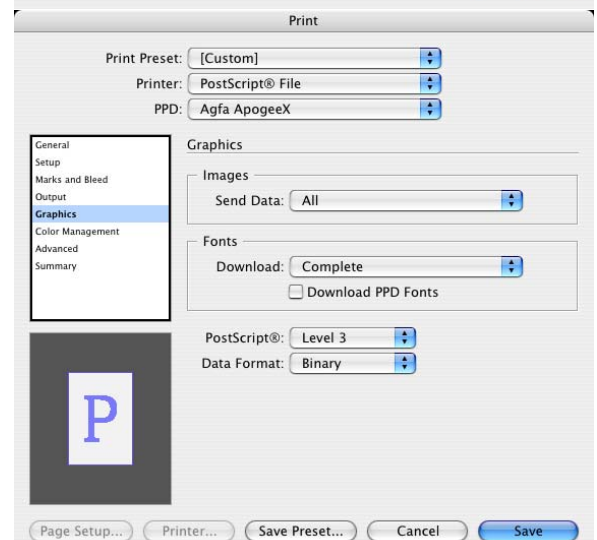 Print
Print Preset: [Custom]
Printer: PostScript® File
PPD: Agfa ApogeeX
General
Setup
Marks and Bleed
Output
Graphics
Color Management
Advanced
Summary
Graphics
Images
Send Data: All
Fonts
Download: Complete
Download PPD Fonts
PostScript®: Level 3
Data Format: Binary
P
Page Setup... Printer... Save Preset... Cancel Save